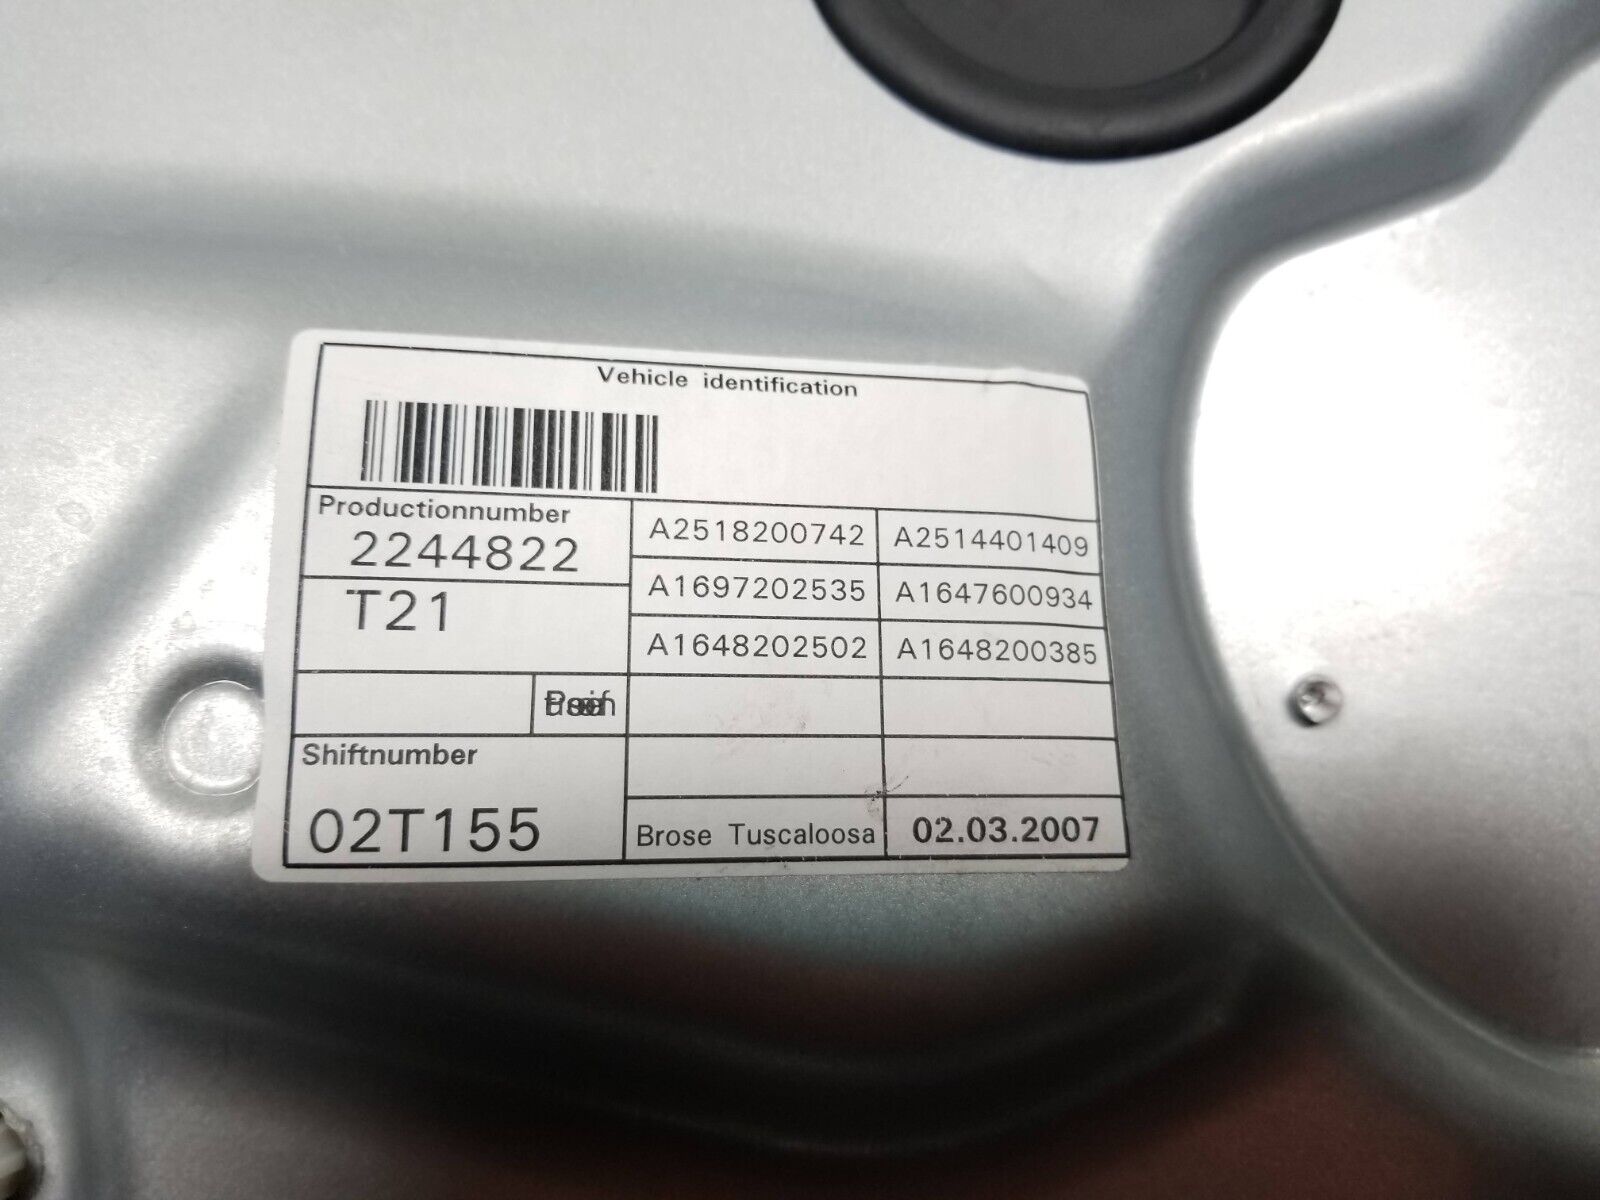 Vehicle identification
Productionnumber
2244822
T21
A2518200742 A2514401409
A1697202535 A1647600934
A1648202502 A1648200385
Shiftnumber
02T155
Brose Tuscaloosa 02.03.2007